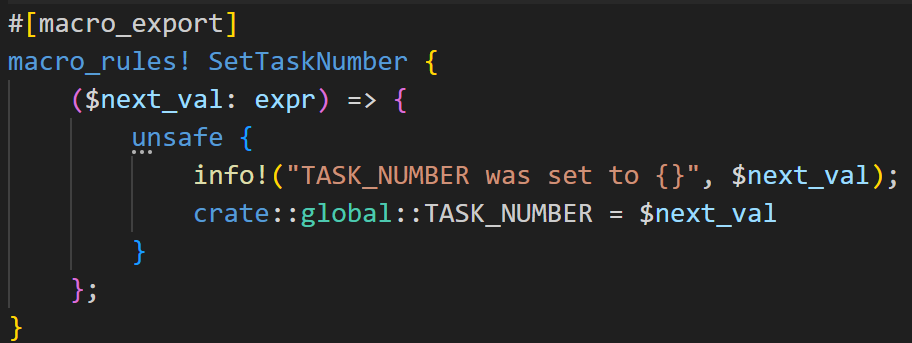 #[macro_export]
macro_rules! SetTaskNumber {
    ($next_val: expr) => {
        unsafe {
            info!("TASK_NUMBER was set to {}", $next_val);
            crate::global::TASK_NUMBER = $next_val
        }
    };
}